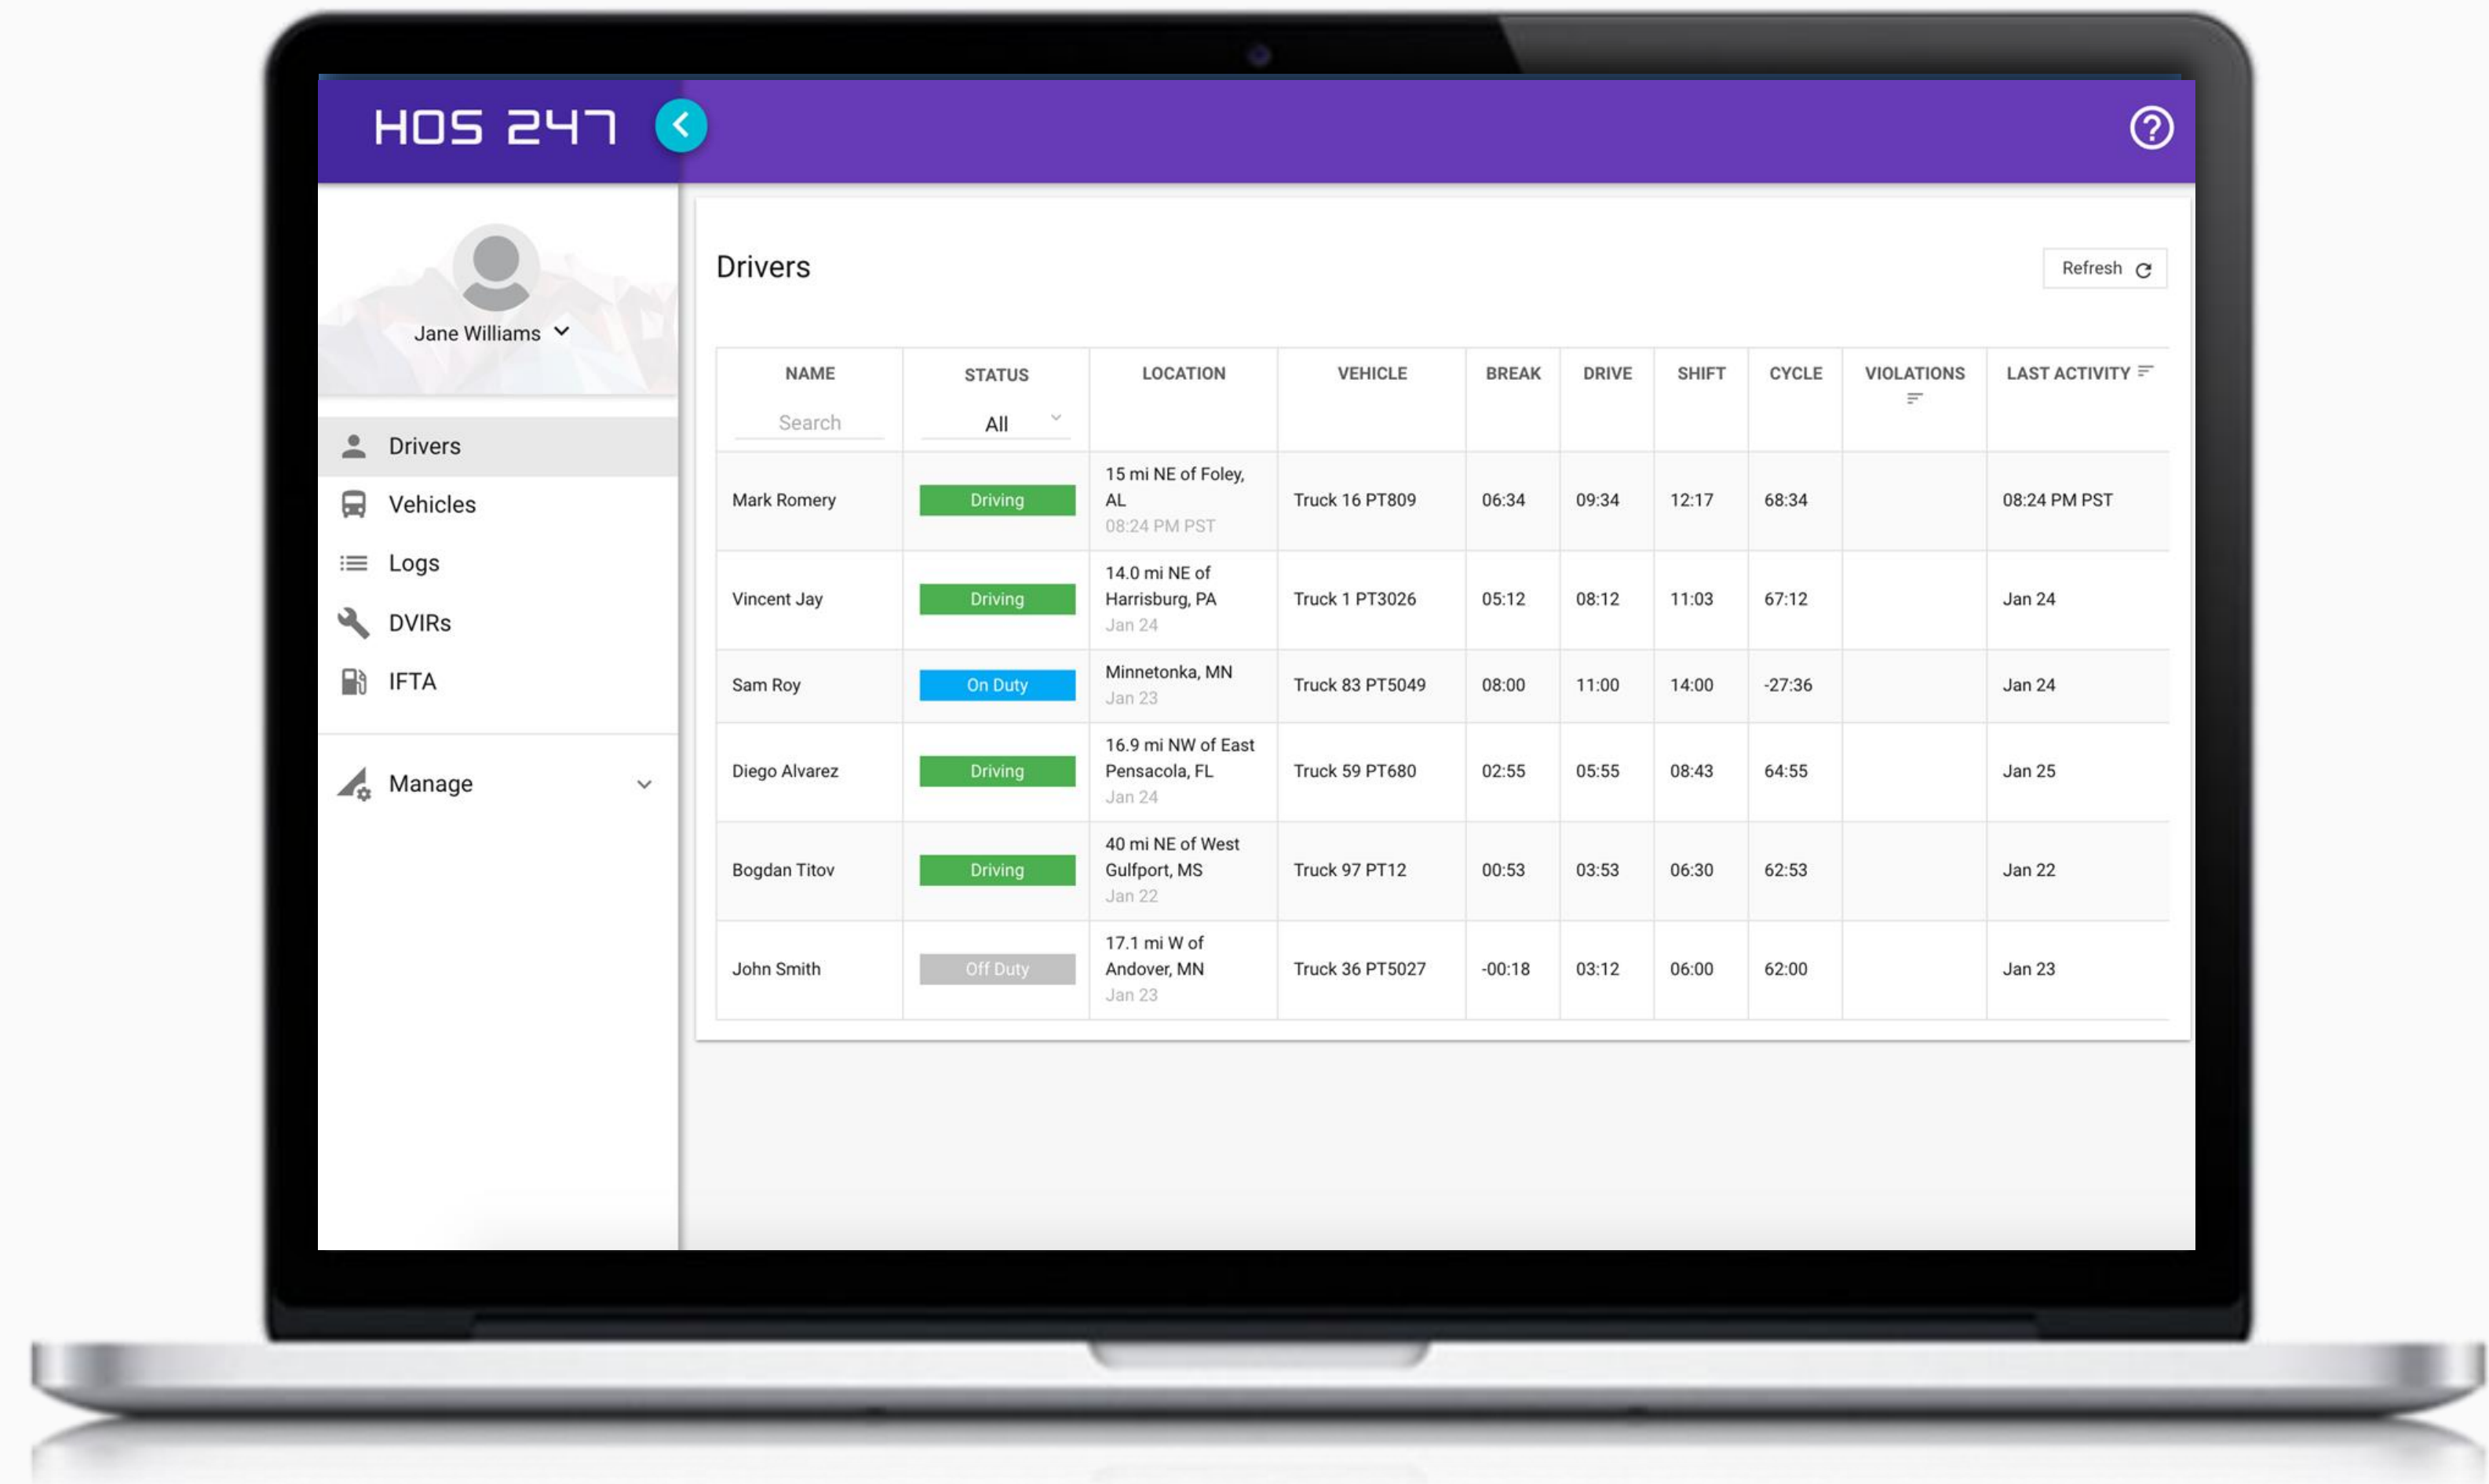 HOS 247
Jane Williams
Drivers
Vehicles
Logs
DVIRs
IFTA
Manage
Drivers
Refresh
NAME STATUS LOCATION VEHICLE BREAK DRIVE SHIFT CYCLE VIOLATIONS LAST ACTIVITY
Search All
15 mi NE of Foley,
Mark Romery Driving AL Truck 16 PT809 06:34 09:34 12:17 68:34 08:24 PM PST
08:24 PM PST
14.0 mi NE of
Vincent Jay Driving Harrisburg, PA Truck 1 PT3026 05:12 08:12 11:03 67:12 Jan 24
Jan 24
Minnetonka, MN
Sam Roy On Duty Truck 83 PT5049 08:00 11:00 14:00 -27:36 Jan 24
Jan 23
16.9 mi NW of East
Diego Alvarez Driving Pensacola, FL Truck 59 PT680 02:55 05:55 08:43 64:55 Jan 25
Jan 24
40 mi NE of West
Bogdan Titov Driving Gulfport, MS Truck 97 PT12 00:53 03:53 06:30 62:53 Jan 22
Jan 22
17.1 mi W of
John Smith Off Duty Andover, MN Truck 36 PT5027 -00:18 03:12 06:00 62:00 Jan 23
Jan 23